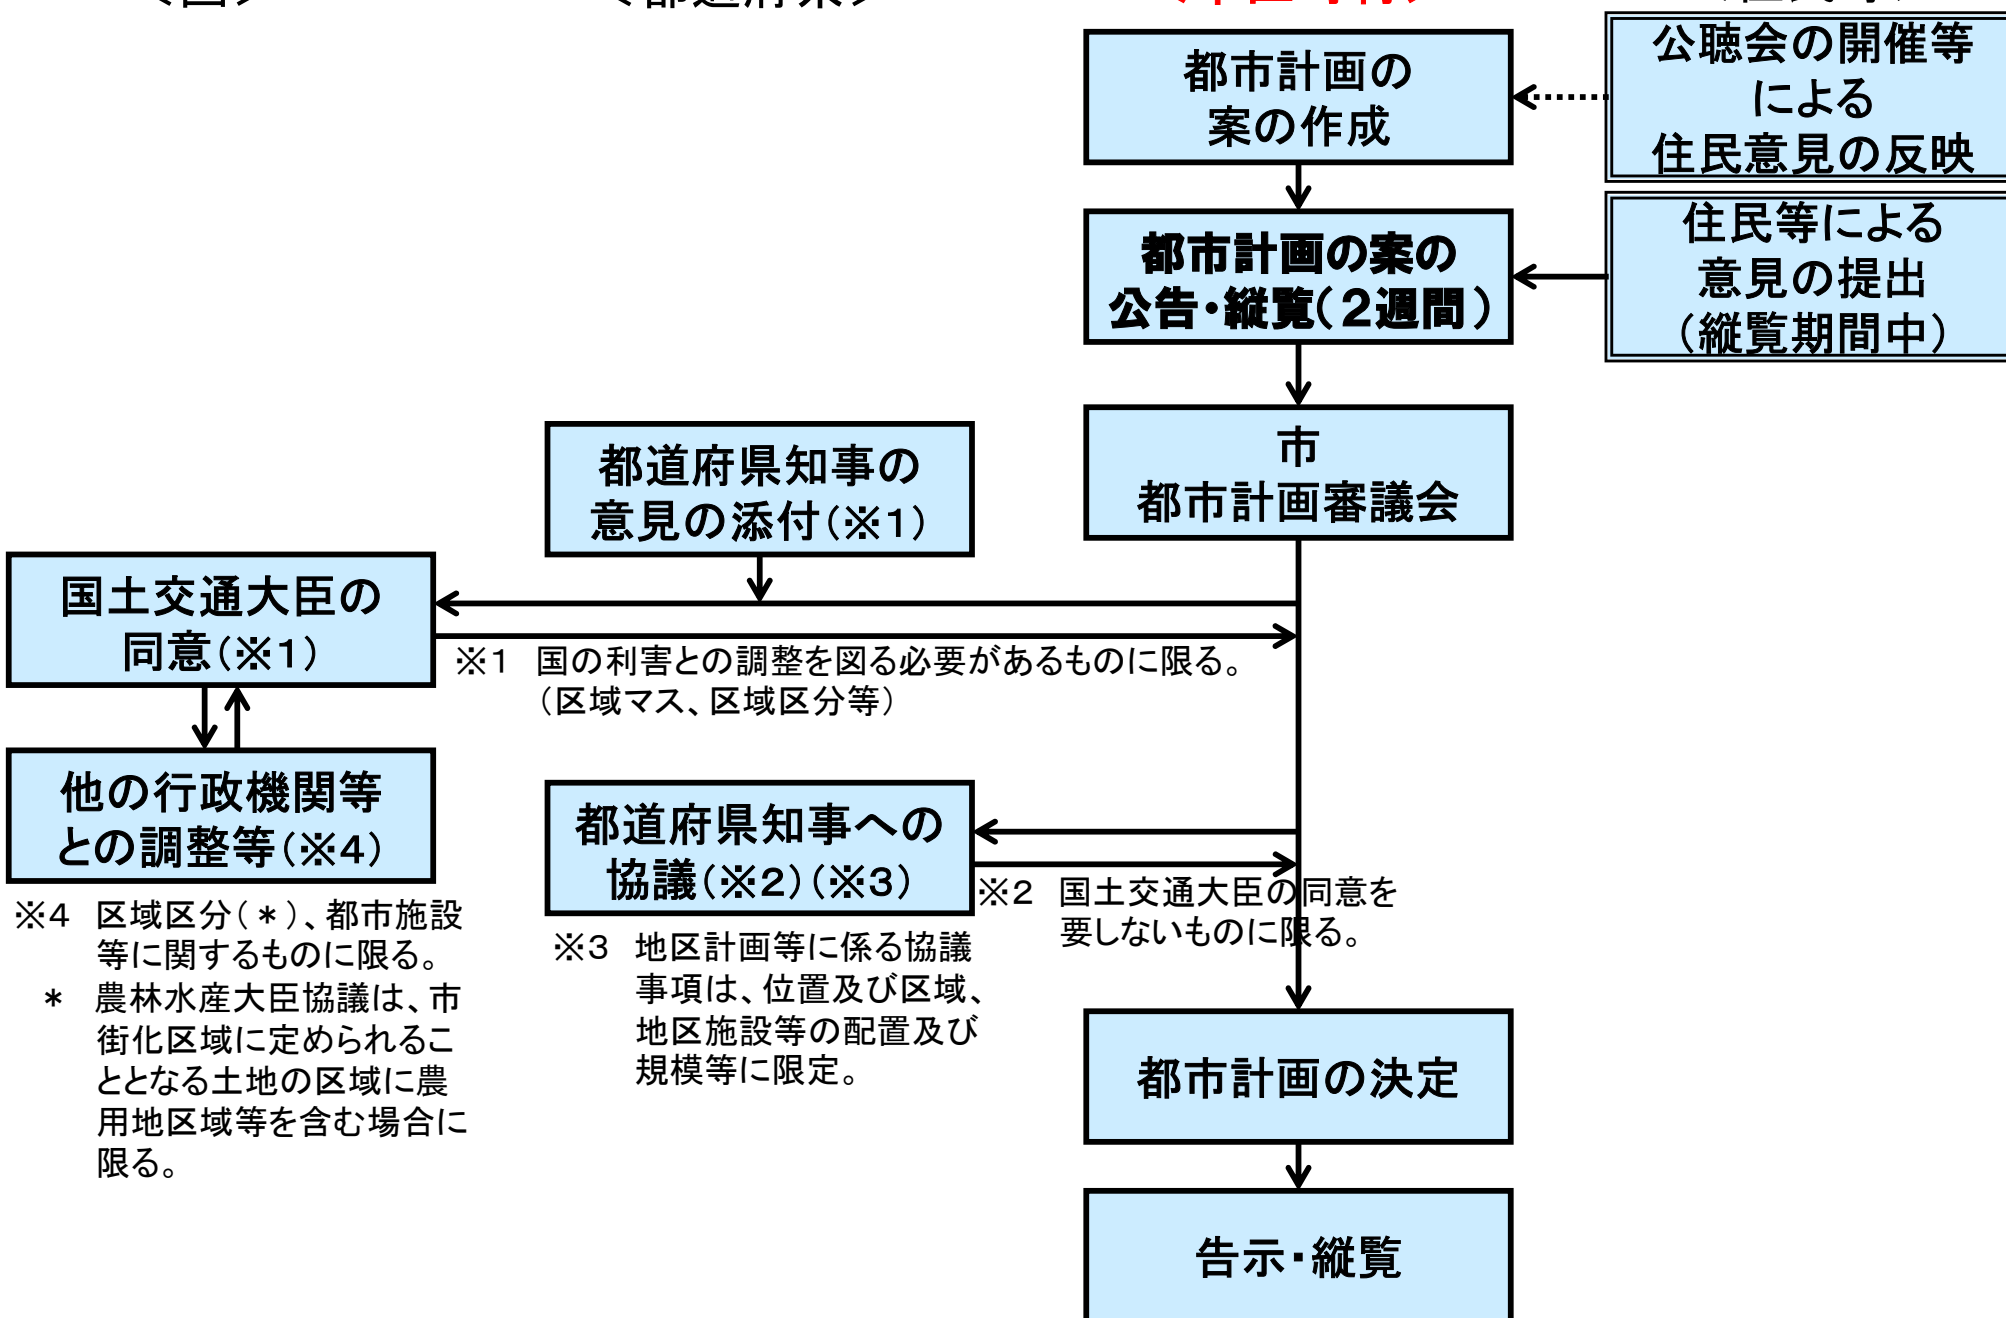 <国>
<都道府県>
都市計画の
案の作成
公聴会の開催等
による
住民意見の反映
都市計画の案の
公告・縦覧（２週間）
住民等による
意見の提出
（縦覧期間中）
市
都市計画審議会
都道府県知事の
意見の添付（※１）
国土交通大臣の
同意（※１）
※１　国の利害との調整を図る必要があるものに限る。
（区域マス、区域区分等）
他の行政機関等
との調整等（※４）
都道府県知事への
協議（※２）（※３）
※２　国土交通大臣の同意を
要しないものに限る。
※４　区域区分（＊）、都市施設
等に関するものに限る。
＊　農林水産大臣協議は、市
街化区域に定められるこ
ととなる土地の区域に農
用地区域等を含む場合に
限る。
※３　地区計画等に係る協議
事項は、位置及び区域、
地区施設等の配置及び
規模等に限定。
都市計画の決定
告示・縦覧